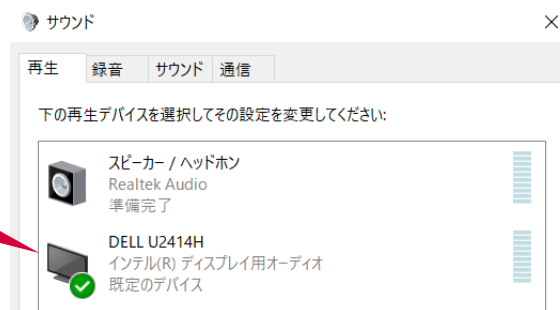 サウンド
再生 録音 サウンド 通信
下の再生デバイスを選択してその設定を変更してください:
スピーカー / ヘッドホン
Realtek Audio
準備完了
DELL U2414H
インテル(R) ディスプレイ用オーディオ
既定のデバイス